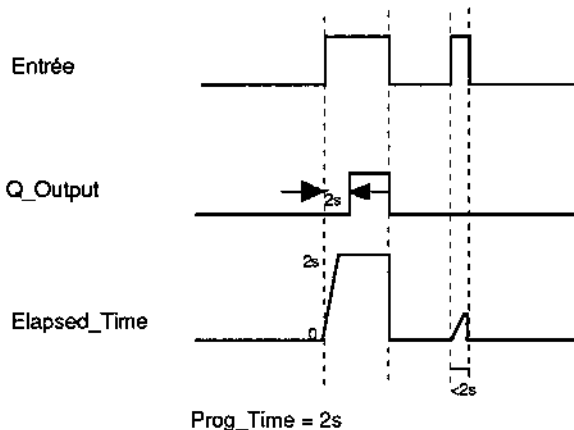 Entrée
Q_Output
2s
2s
Elapsed_Time
0
<2s
Prog_Time = 2s